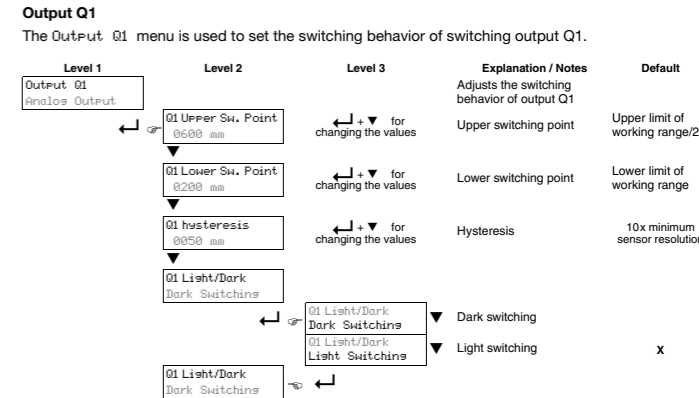 Output Q1
The Output Q1 menu is used to set the switching behavior of switching output Q1.
Level 1 Level 2 Level 3 Explanation / Notes Default
Output Q1
Analog Output
Adjusts the switching
behavior of output Q1
Q1 Upper Sw. Point
0600 mm
+ ▼ for
changing the values
Upper switching point
Upper limit of
working range/2
Q1 Lower Sw. Point
0200 mm
+ ▼ for
changing the values
Lower switching point
Lower limit of
working range
Q1 hysteresis
0050 mm
+ ▼ for
changing the values
Hysteresis
10x minimum
sensor resolution
Q1 Light/Dark
Dark Switching
Q1 Light/Dark
Dark Switching
Dark switching
Q1 Light/Dark
Light Switching
Light switching
X
Q1 Light/Dark
Dark Switching